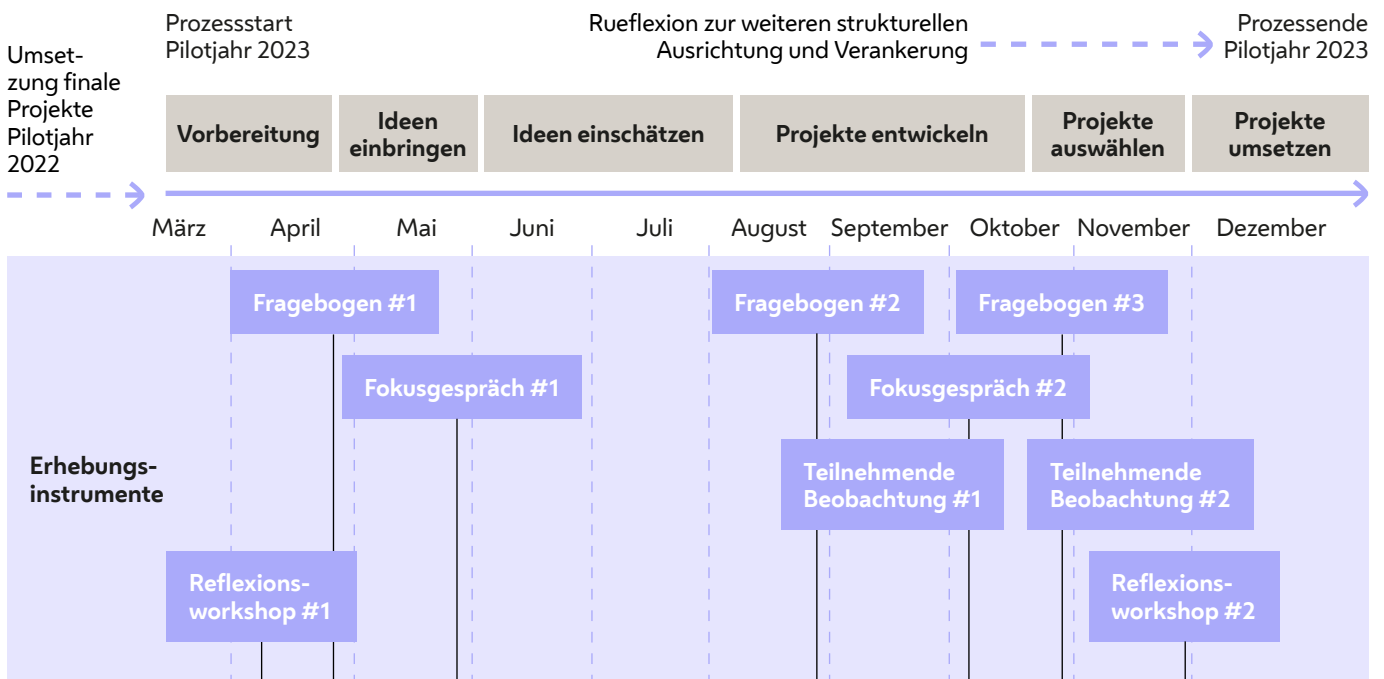 Umset-
zung finale
Projekte
Pilotjahr
2022
Prozessstart
Pilotjahr 2023
Rueflexion zur weiteren strukturellen
Ausrichtung und Verankerung
Prozessende
Pilotjahr 2023
Vorbereitung
Ideen
einbringen
Ideen einschätzen
Projekte entwickeln
Projekte
auswählen
Projekte
umsetzen
März April Mai Juni Juli August September Oktober November Dezember
Fragebogen #1
Fragebogen #2
Fragebogen #3
Fokusgespräch #1
Fokusgespräch #2
Erhebungs-
instrumente
Teilnehmende
Beobachtung #1
Teilnehmende
Beobachtung #2
Reflexions-
workshop #1
Reflexions-
workshop #2